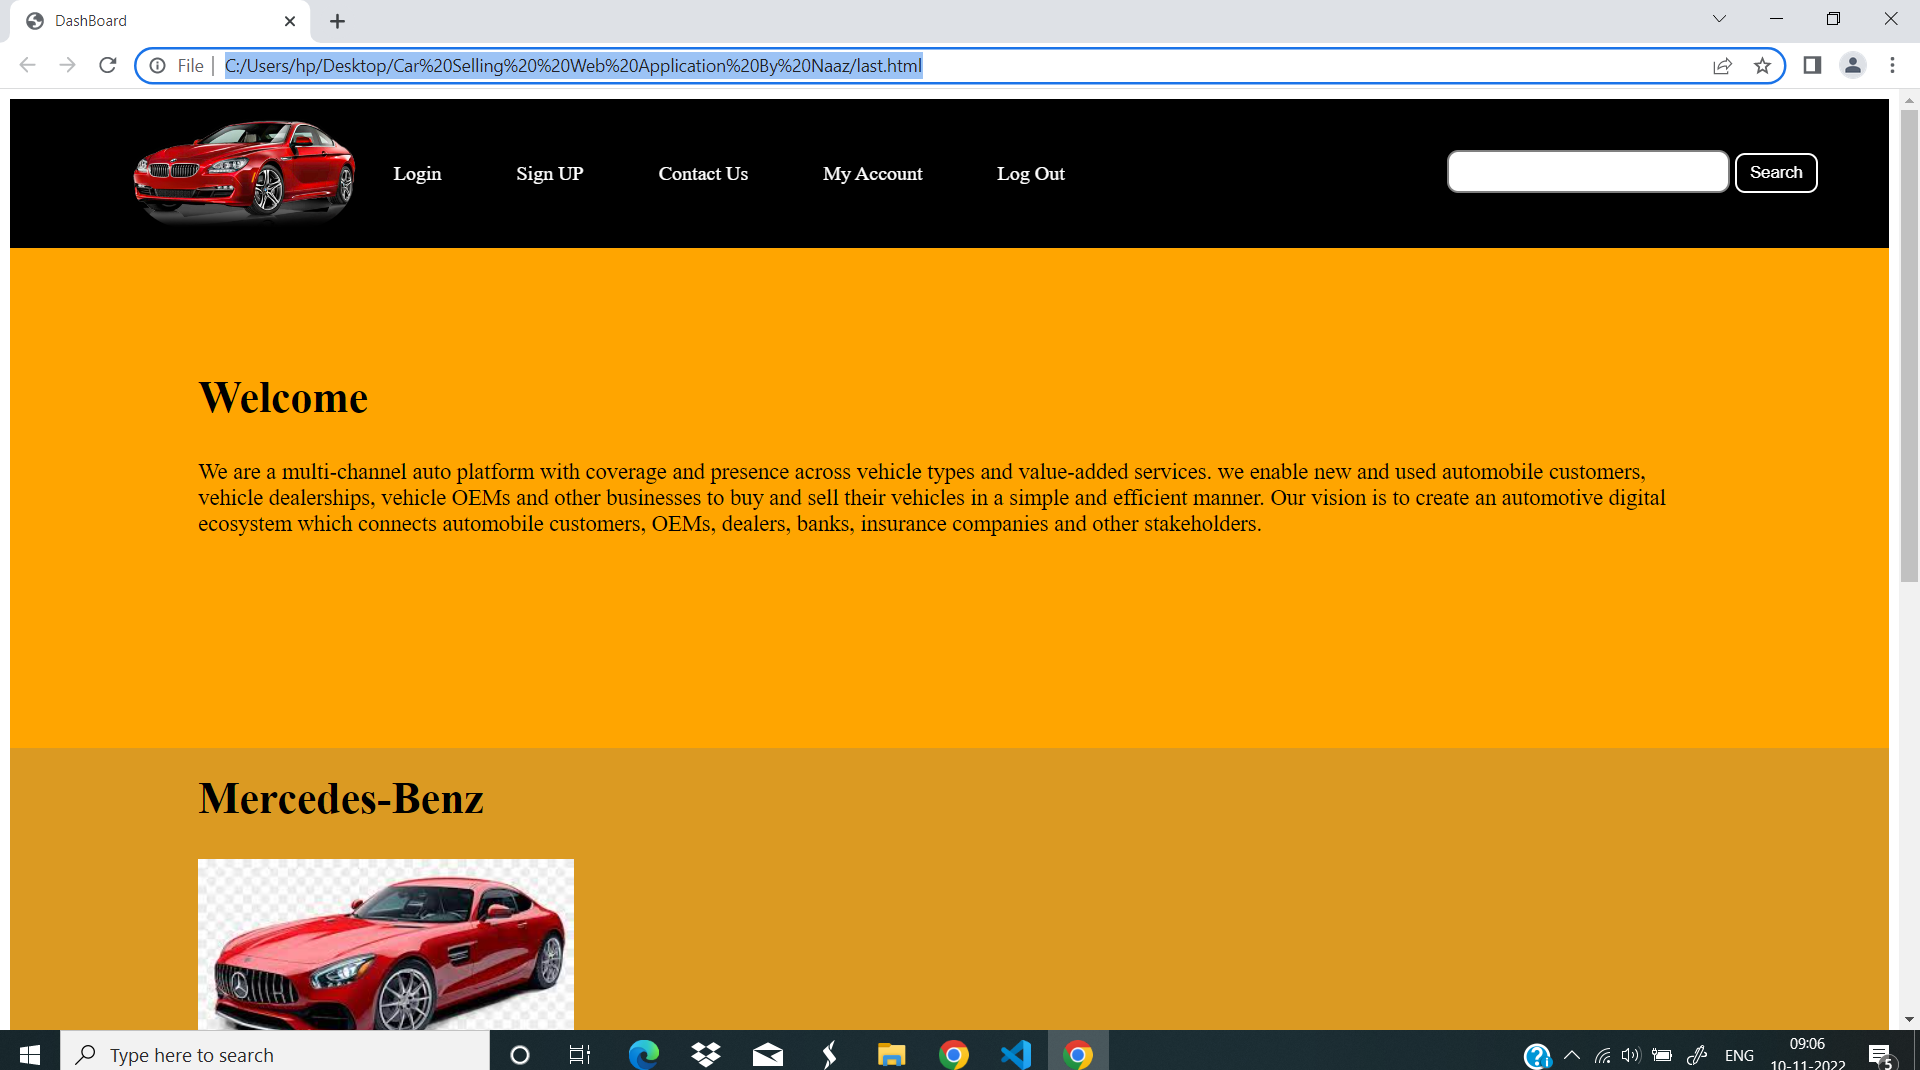 DashBoard
File
C:/Users/hp/Desktop/Car%20Selling%20%20Web%20Application%20By%20Naaz/last.html
Login
Sign UP
Contact Us
My Account
Log Out
Search
Welcome
We are a multi-channel auto platform with coverage and presence across vehicle types and value-added services. we enable new and used automobile customers,
vehicle dealerships, vehicle OEMs and other businesses to buy and sell their vehicles in a simple and efficient manner. Our vision is to create an automotive digital
ecosystem which connects automobile customers, OEMs, dealers, banks, insurance companies and other stakeholders.
Mercedes-Benz
Type here to search
ENG
09:06
10-11-2022
5